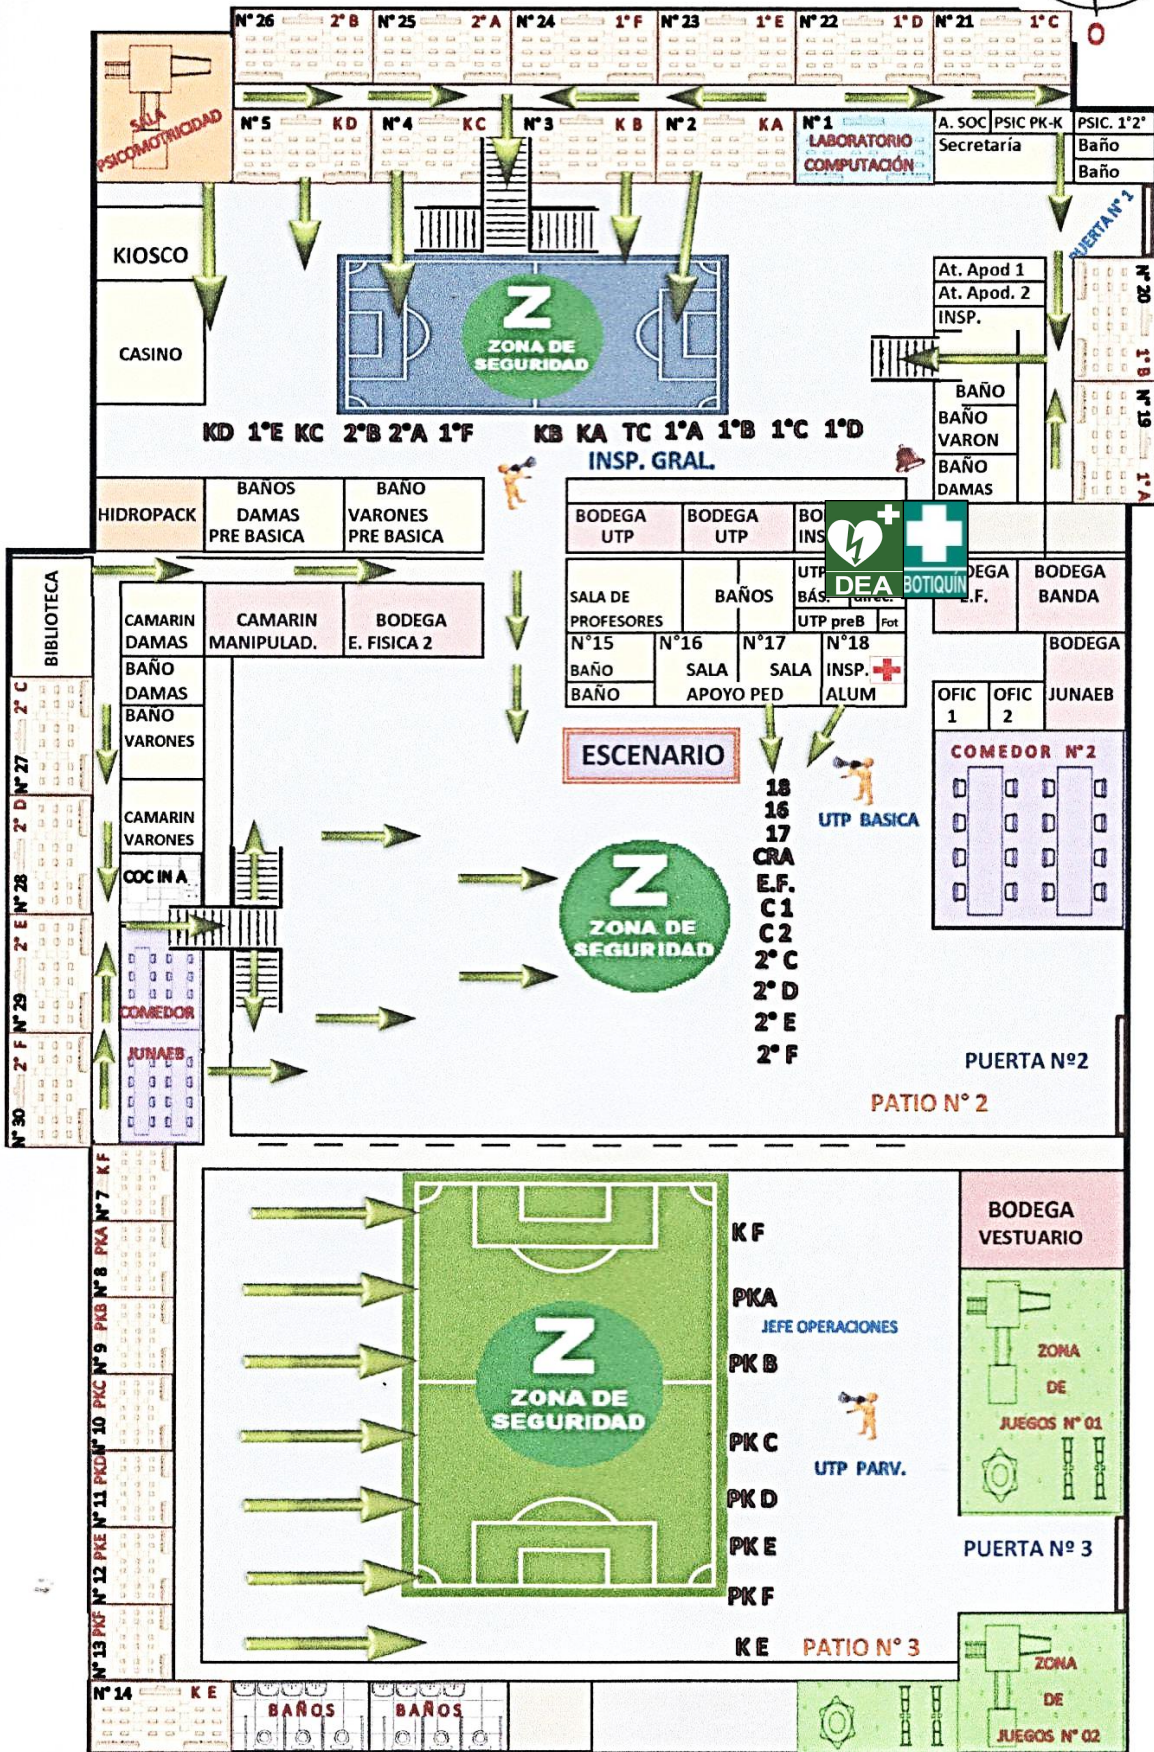 N° 26 2° B N° 25 2° A N° 24 1° F N° 23 1° E N° 22 1° D N° 21 1° C
O
SALA
PSICOMOTRICIDAD
N° 5 KD N° 4 KC N° 3 K B N° 2 KA N° 1
LABORATORIO
COMPUTACIÓN
A. SOC PSIC PK-K PSIC. 1°2°
Secretaría Baño
Baño
PUERTA N° 1
KIOSCO
CASINO
Z
ZONA DE
SEGURIDAD
At. Apod 1
At. Apod. 2
INSP.
BAÑO
BAÑO
VARON
BAÑO
DAMAS
N° 20 1° B
N° 19 1° A
KD 1°E KC 2°B 2°A 1°F KB KA TC 1°A 1°B 1°C 1°D
INSP. GRAL.
HIDROPACK
BAÑOS
DAMAS
PRE BASICA
BAÑO
VARONES
PRE BASICA
BODEGA
UTP
BODEGA
UTP
DEA
BOTIQUÍN
BODEGA
BANDA
BODEGA
JUNAEB
BIBLIOTECA
CAMARIN
DAMAS
CAMARIN
MANIPULAD.
BODEGA
E. FISICA 2
SALA DE
PROFESORES
BAÑOS
UTP
BÁS.
UTP preB Fot
N°15
BAÑO
BAÑO
N°16
SALA
N°17
SALA
APOYO PED
N°18
INSP.
ALUM
OFIC
1
OFIC
2
BAÑO
DAMAS
BAÑO
VARONES
CAMARIN
VARONES
COC IN A
N° 27 2° C
N° 28 2° D
N° 29 2° E
N° 30 2° F
COMEDOR
JUNAEB
ESCENARIO
COMEDOR N°2
18
16
17
CRA
E.F.
C 1
C 2
2° C
2° D
2° E
2° F
UTP BASICA
Z
ZONA DE
SEGURIDAD
PUERTA Nº2
PATIO N° 2
N° 7 K F
N° 8 PKA
N° 9 PKB
N° 10 PKC
N° 11 PKD
N° 12 PKE
N° 13 PKF
N° 14 K E
Z
ZONA DE
SEGURIDAD
K F
PKA
JEFE OPERACIONES
PK B
PK C
UTP PARV.
PK D
PK E
PK F
K E
PATIO N° 3
BODEGA
VESTUARIO
ZONA
DE
JUEGOS N° 01
PUERTA Nº 3
ZONA
DE
JUEGOS N° 02
BAÑOS
BAÑOS